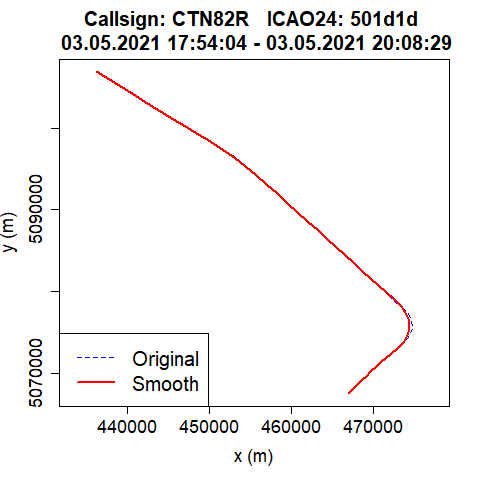 Callsign: CTN82R   ICAO24: 501d1d
03.05.2021 17:54:04 - 03.05.2021 20:08:29
y (m)
5090000
5070000
Original
Smooth
440000 450000 460000 470000
x (m)